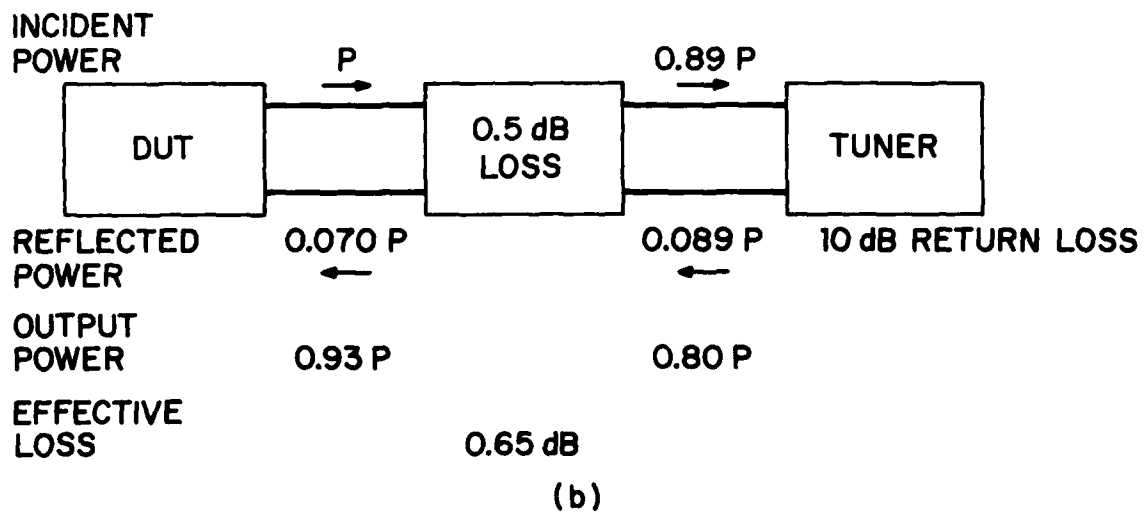 INCIDENT
POWER
P
0.89 P
DUT
0.5 dB
LOSS
TUNER
REFLECTED
POWER
0.070 P
0.089 P
10 dB RETURN LOSS
OUTPUT
POWER
0.93 P
0.80 P
EFFECTIVE
LOSS
0.65 dB
(b)